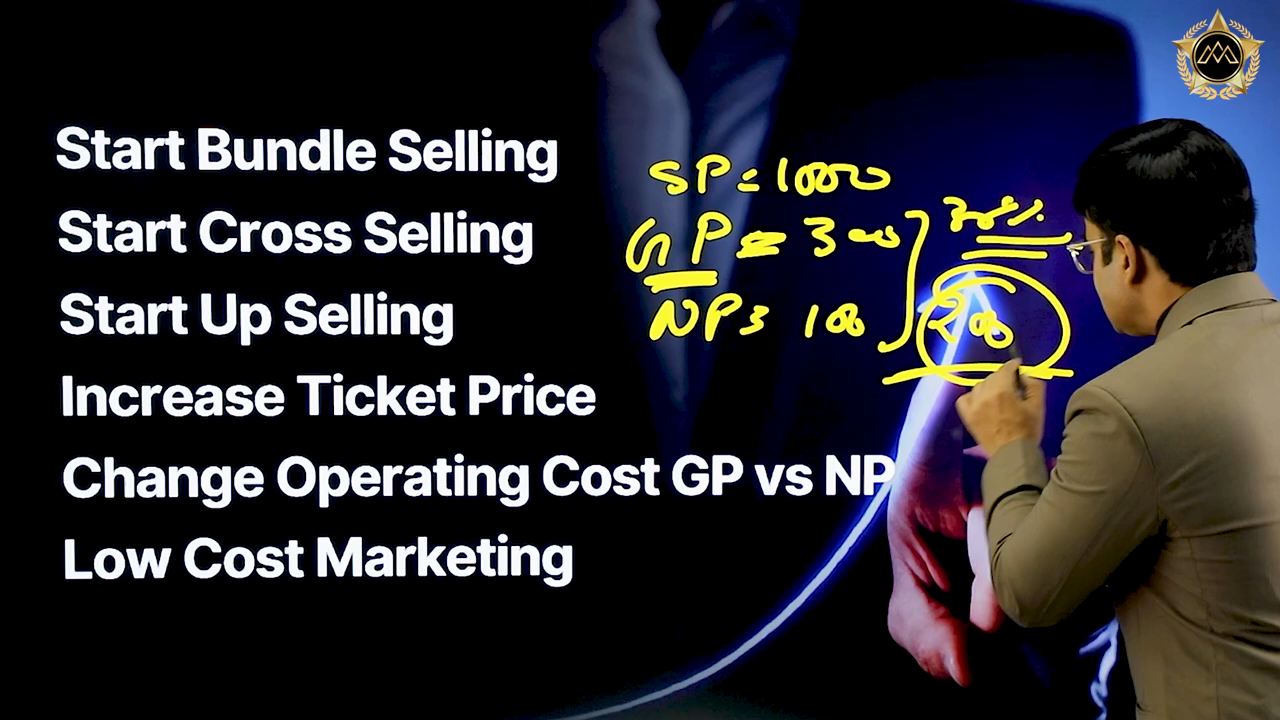 Start Bundle Selling
Start Cross Selling
Start Up Selling
Increase Ticket Price
Change Operating Cost GP vs NP
Low Cost Marketing
SP = 1000
GP = 300
NP = 100
200